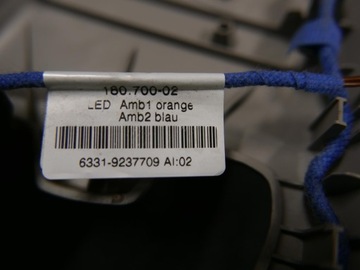 160.700-02
LED Amb1 orange
Amb2 blau
6331-9237709 AI:02